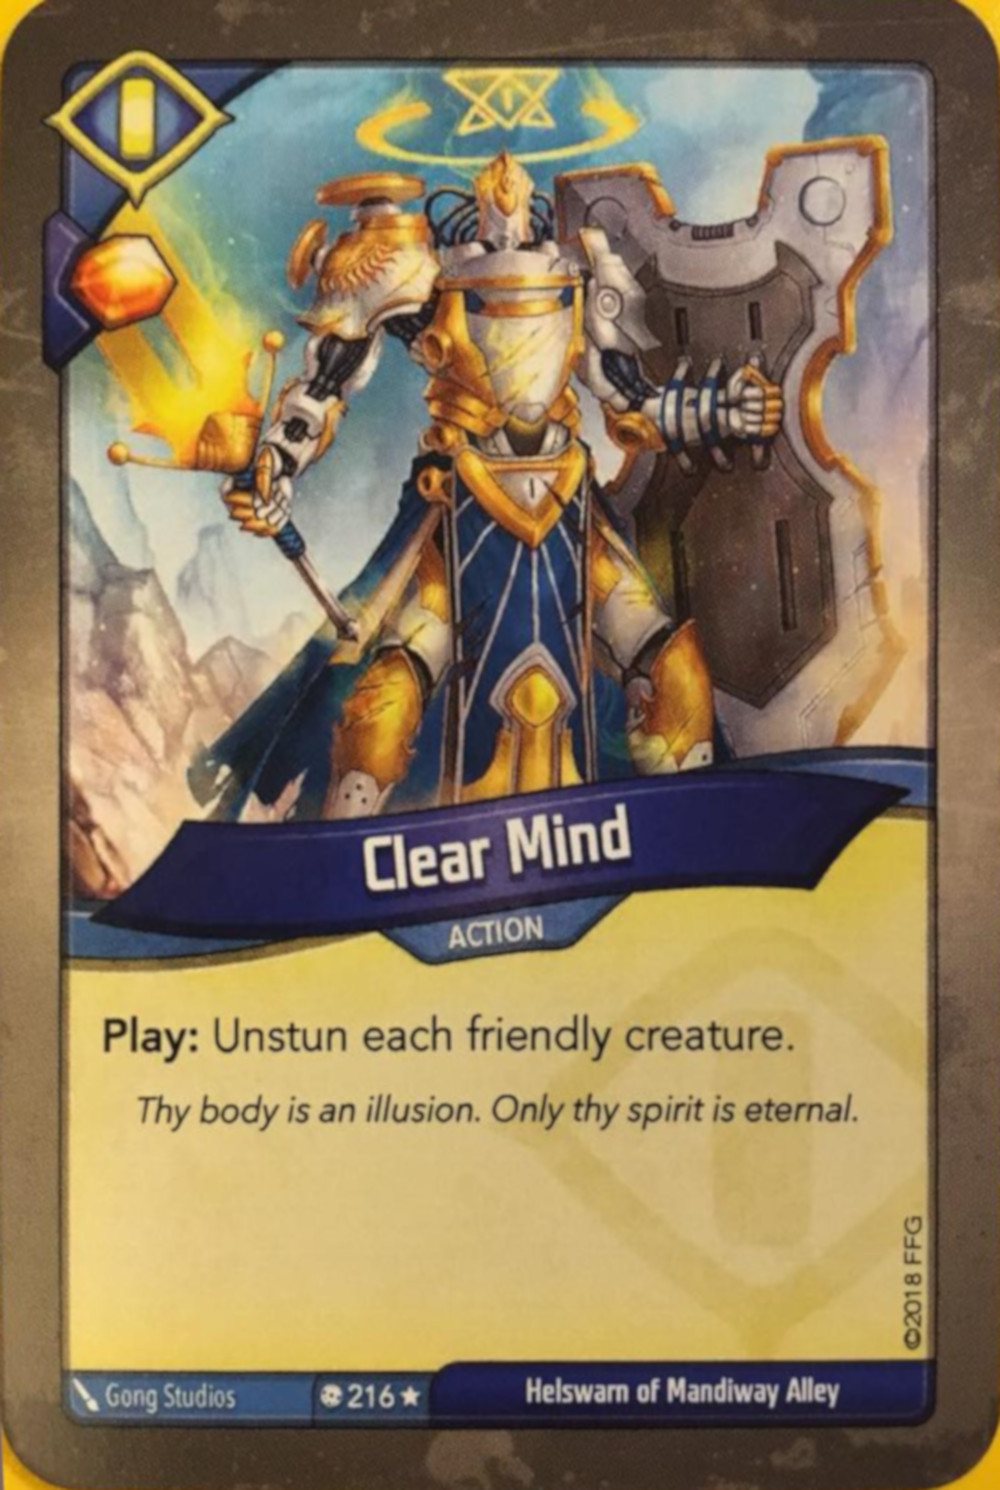 Clear Mind
ACTION
Play: Unstun each friendly creature.
Thy body is an illusion. Only thy spirit is eternal.
©2018 FFG
Gong Studios
216
Helswarn of Mandiway Alley